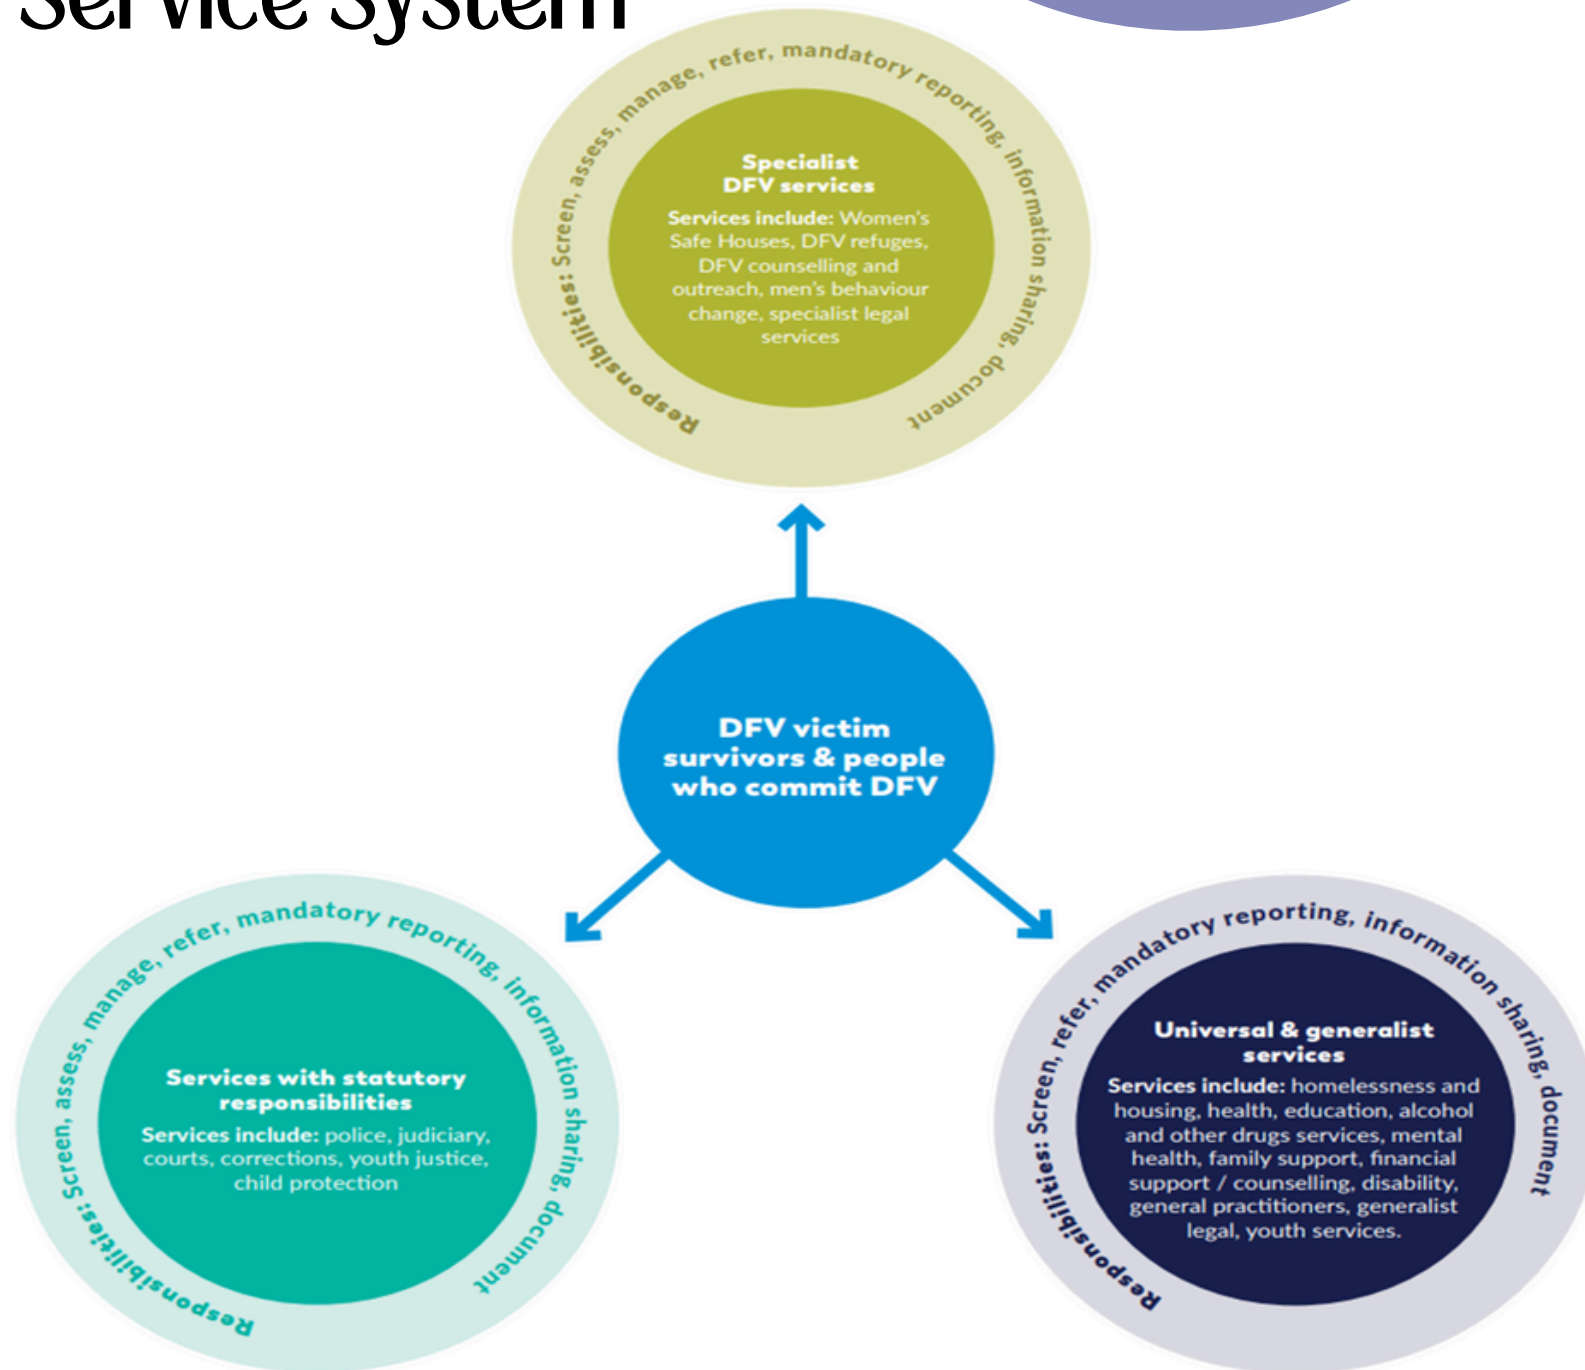 Service System
Responsibilities: Screen, assess, manage, refer, mandatory reporting, information sharing, document
Specialist
DFV services
Services include: Women's
Safe Houses, DFV refuges,
DFV counselling and
outreach, men's behaviour
change, specialist legal
services
DFV victim
survivors & people
who commit DFV
Responsibilities: Screen, assess, manage, refer, mandatory reporting, information sharing, document
Services with statutory
responsibilities
Services include: police, judiciary,
courts, corrections, youth justice,
child protection
Responsibilities: Screen, refer, mandatory reporting, information sharing, document
Universal & generalist
services
Services include: homelessness and
housing, health, education, alcohol
and other drugs services, mental
health, family support, financial
support / counselling, disability,
general practitioners, generalist
legal, youth services.